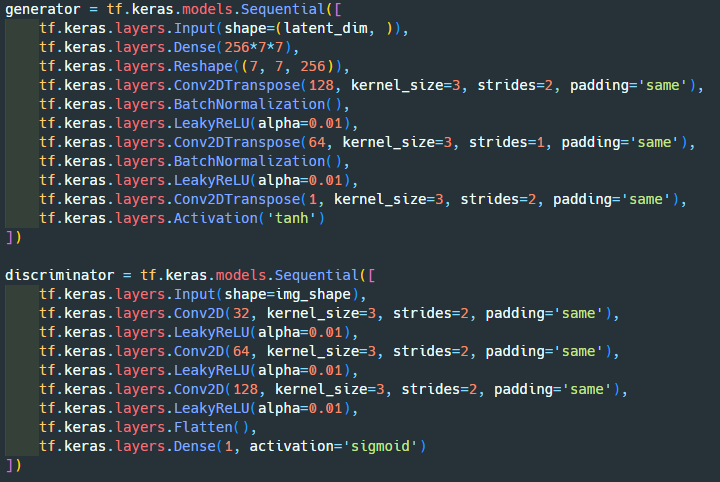 generator = tf.keras.models.Sequential([
    tf.keras.layers.Input(shape=(latent_dim, )),
    tf.keras.layers.Dense(256*7*7),
    tf.keras.layers.Reshape((7, 7, 256)),
    tf.keras.layers.Conv2DTranspose(128, kernel_size=3, strides=2, padding='same'),
    tf.keras.layers.BatchNormalization(),
    tf.keras.layers.LeakyReLU(alpha=0.01),
    tf.keras.layers.Conv2DTranspose(64, kernel_size=3, strides=1, padding='same'),
    tf.keras.layers.BatchNormalization(),
    tf.keras.layers.LeakyReLU(alpha=0.01),
    tf.keras.layers.Conv2DTranspose(1, kernel_size=3, strides=2, padding='same'),
    tf.keras.layers.Activation('tanh')
])

discriminator = tf.keras.models.Sequential([
    tf.keras.layers.Input(shape=img_shape),
    tf.keras.layers.Conv2D(32, kernel_size=3, strides=2, padding='same'),
    tf.keras.layers.LeakyReLU(alpha=0.01),
    tf.keras.layers.Conv2D(64, kernel_size=3, strides=2, padding='same'),
    tf.keras.layers.LeakyReLU(alpha=0.01),
    tf.keras.layers.Conv2D(128, kernel_size=3, strides=2, padding='same'),
    tf.keras.layers.LeakyReLU(alpha=0.01),
    tf.keras.layers.Flatten(),
    tf.keras.layers.Dense(1, activation='sigmoid')
])